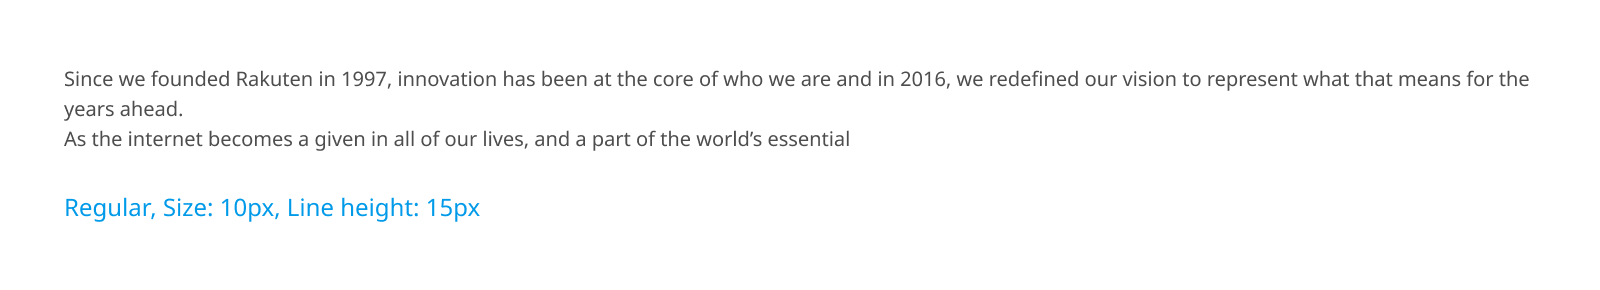 Since we founded Rakuten in 1997, innovation has been at the core of who we are and in 2016, we redefined our vision to represent what that means for the
years ahead.
As the internet becomes a given in all of our lives, and a part of the world’s essential
Regular, Size: 10px, Line height: 15px